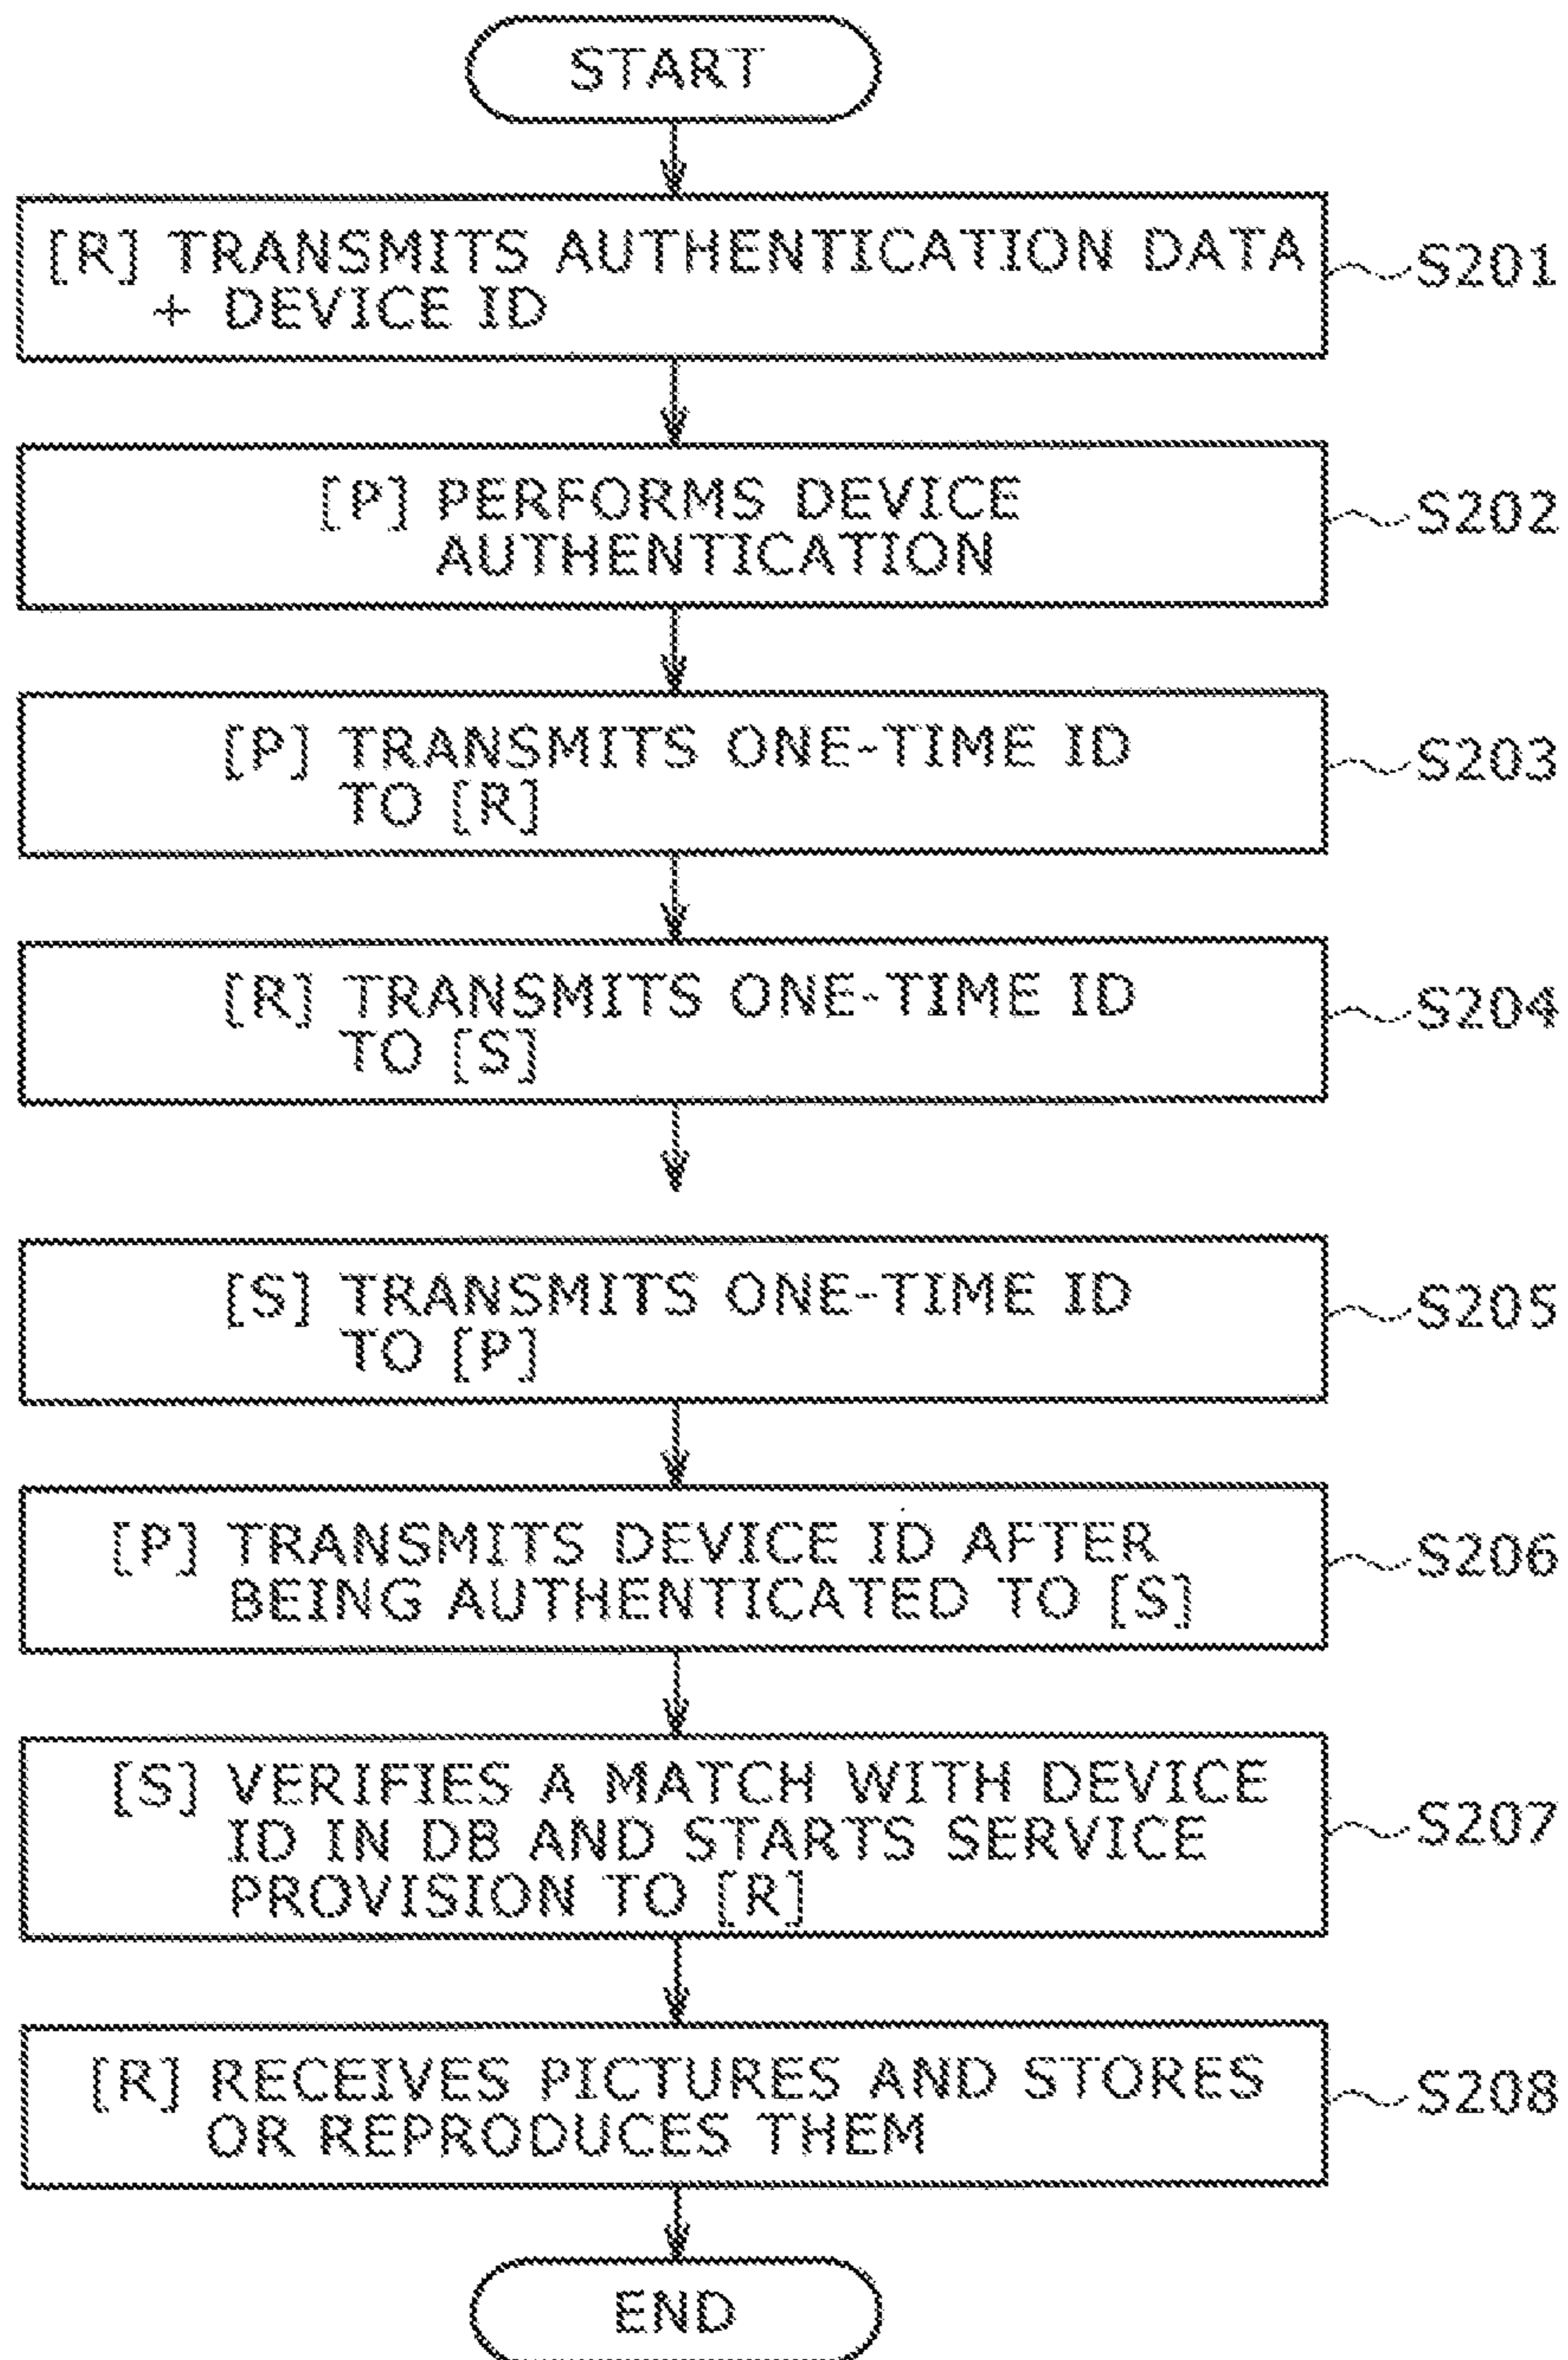 START
[R] TRANSMITS AUTHENTICATION DATA
+ DEVICE ID
S201
[P] PERFORMS DEVICE
AUTHENTICATION
S202
[P] TRANSMITS ONE-TIME ID
TO [R]
S203
[R] TRANSMITS ONE-TIME ID
TO [S]
S204
[S] TRANSMITS ONE-TIME ID
TO [P]
S205
[P] TRANSMITS DEVICE ID AFTER
BEING AUTHENTICATED TO [S]
S206
[S] VERIFIES A MATCH WITH DEVICE
ID IN DB AND STARTS SERVICE
PROVISION TO [R]
S207
[R] RECEIVES PICTURES AND STORES
OR REPRODUCES THEM
S208
END